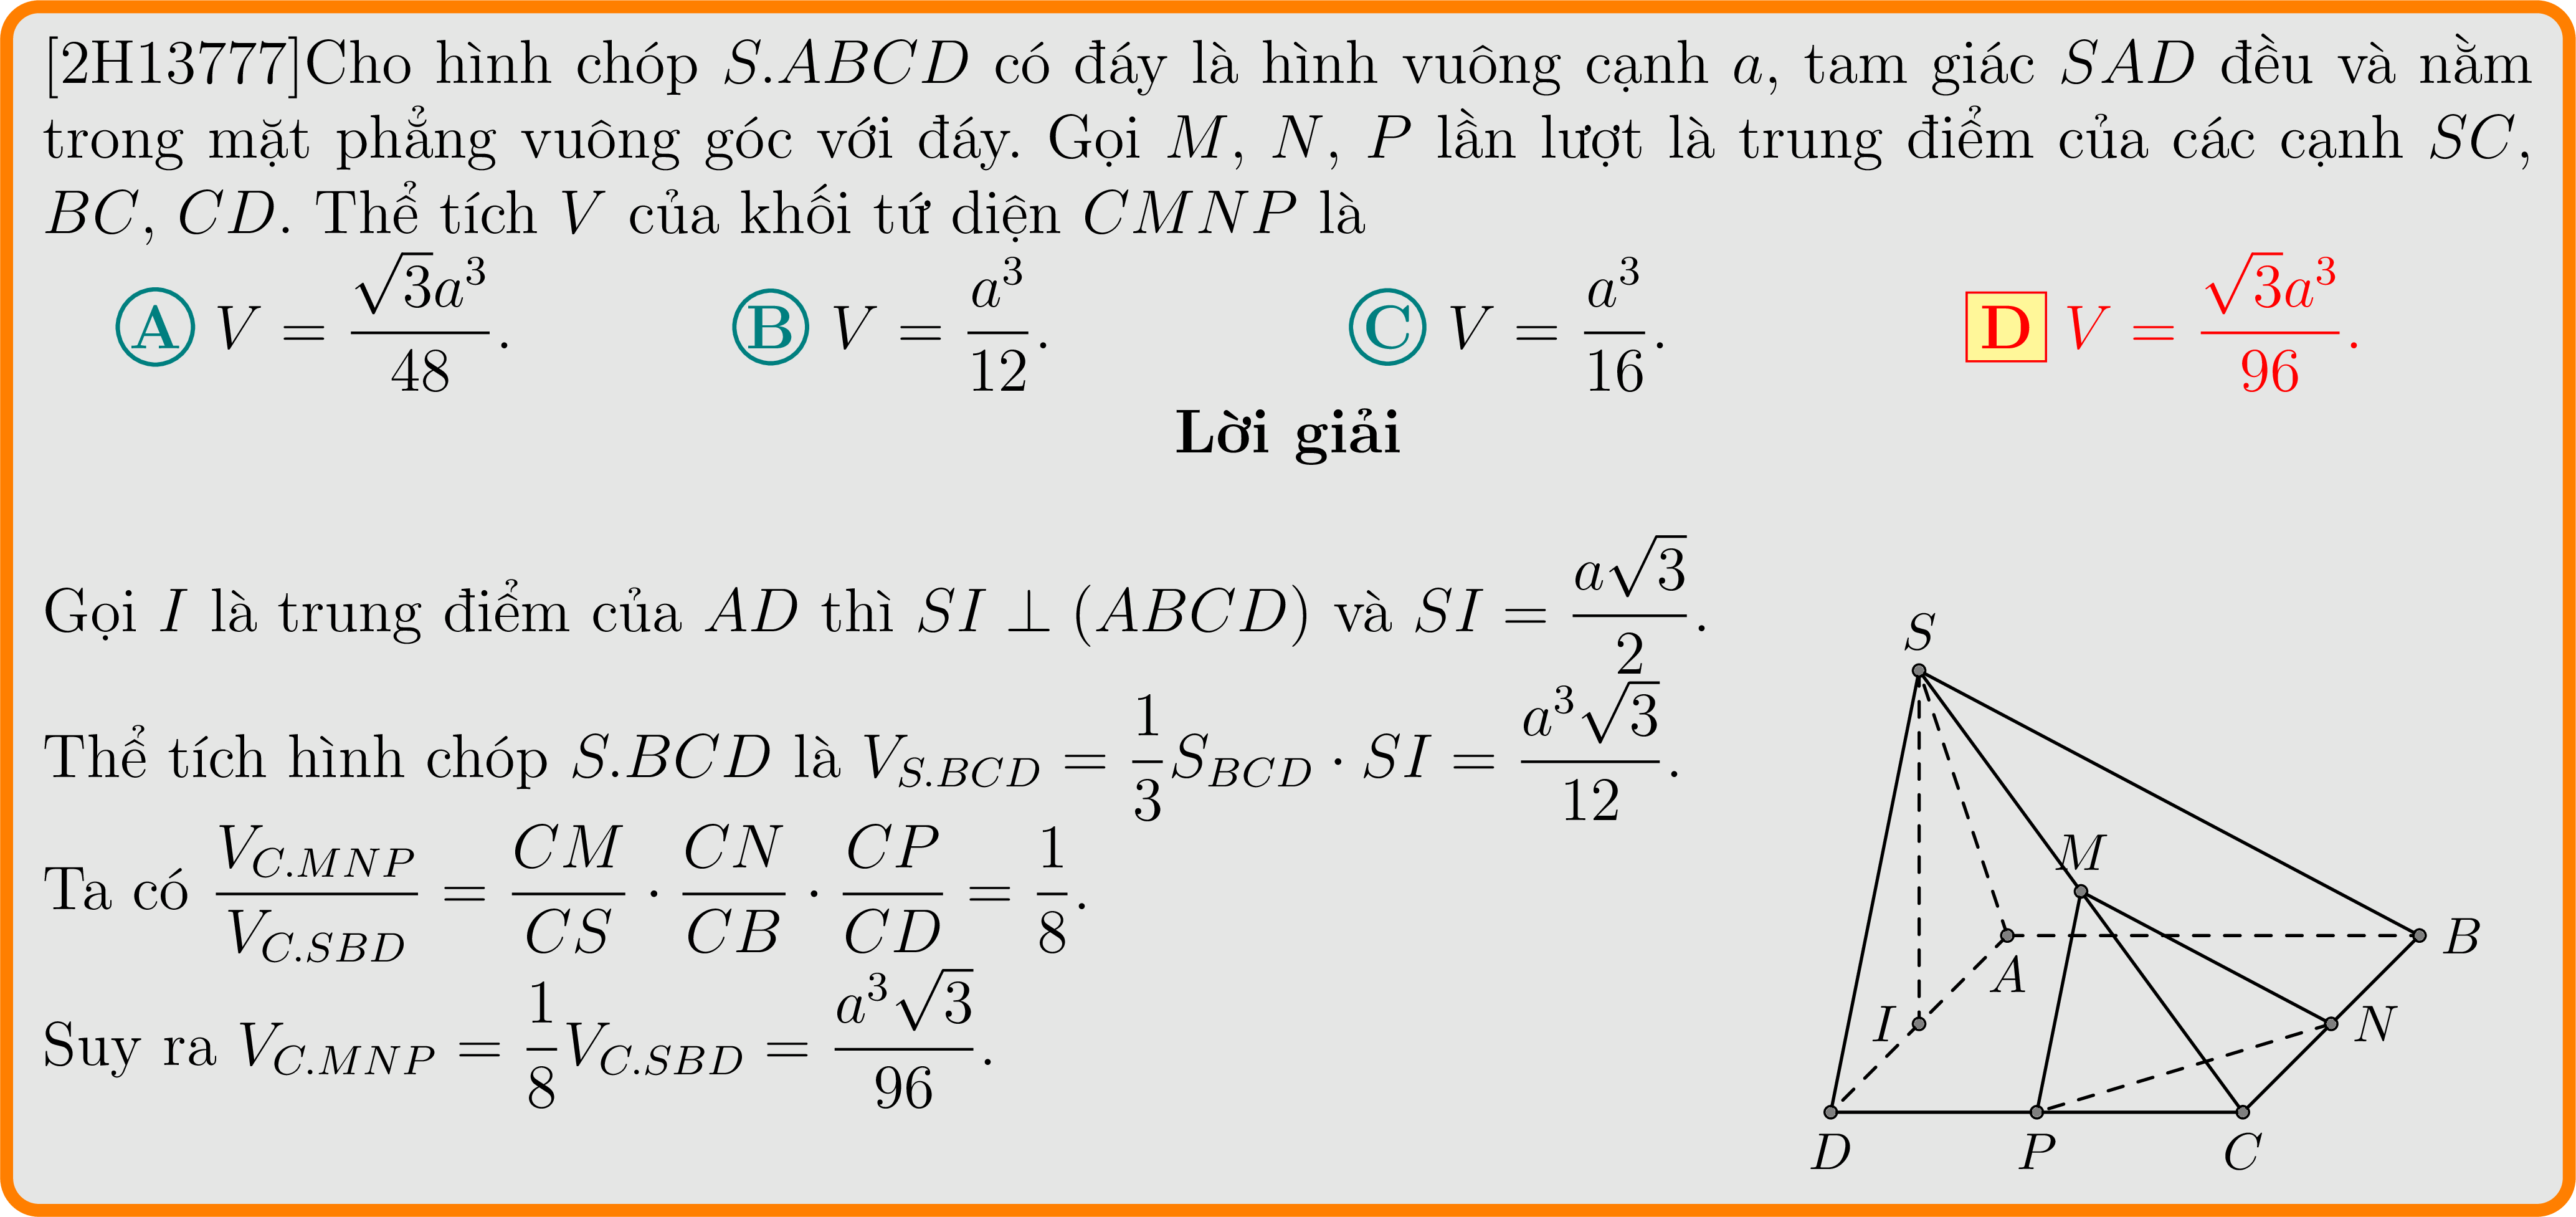 [2H13777]Cho hình chóp S.ABCD có đáy là hình vuông cạnh a, tam giác SAD đều và nằm
trong mặt phẳng vuông góc với đáy. Gọi M, N, P lần lượt là trung điểm của các cạnh SC,
BC, CD. Thể tích V của khối tứ diện CMNP là
A V = \frac{\sqrt{3}a^3}{48}. B V = \frac{a^3}{12}. C V = \frac{a^3}{16}. D V = \frac{\sqrt{3}a^3}{96}.
Lời giải
Gọi I là trung điểm của AD thì SI ⊥ (ABCD) và SI = \frac{a\sqrt{3}}{2}.
Thể tích hình chóp S.BCD là V_{S.BCD} = \frac{1}{3}S_{BCD} · SI = \frac{a^3\sqrt{3}}{12}.
Ta có \frac{V_{C.MNP}}{V_{C.SBD}} = \frac{CM}{CS} · \frac{CN}{CB} · \frac{CP}{CD} = \frac{1}{8}.
Suy ra V_{C.MNP} = \frac{1}{8}V_{C.SBD} = \frac{a^3\sqrt{3}}{96}.
S
M
B
A
I
N
D
P
C